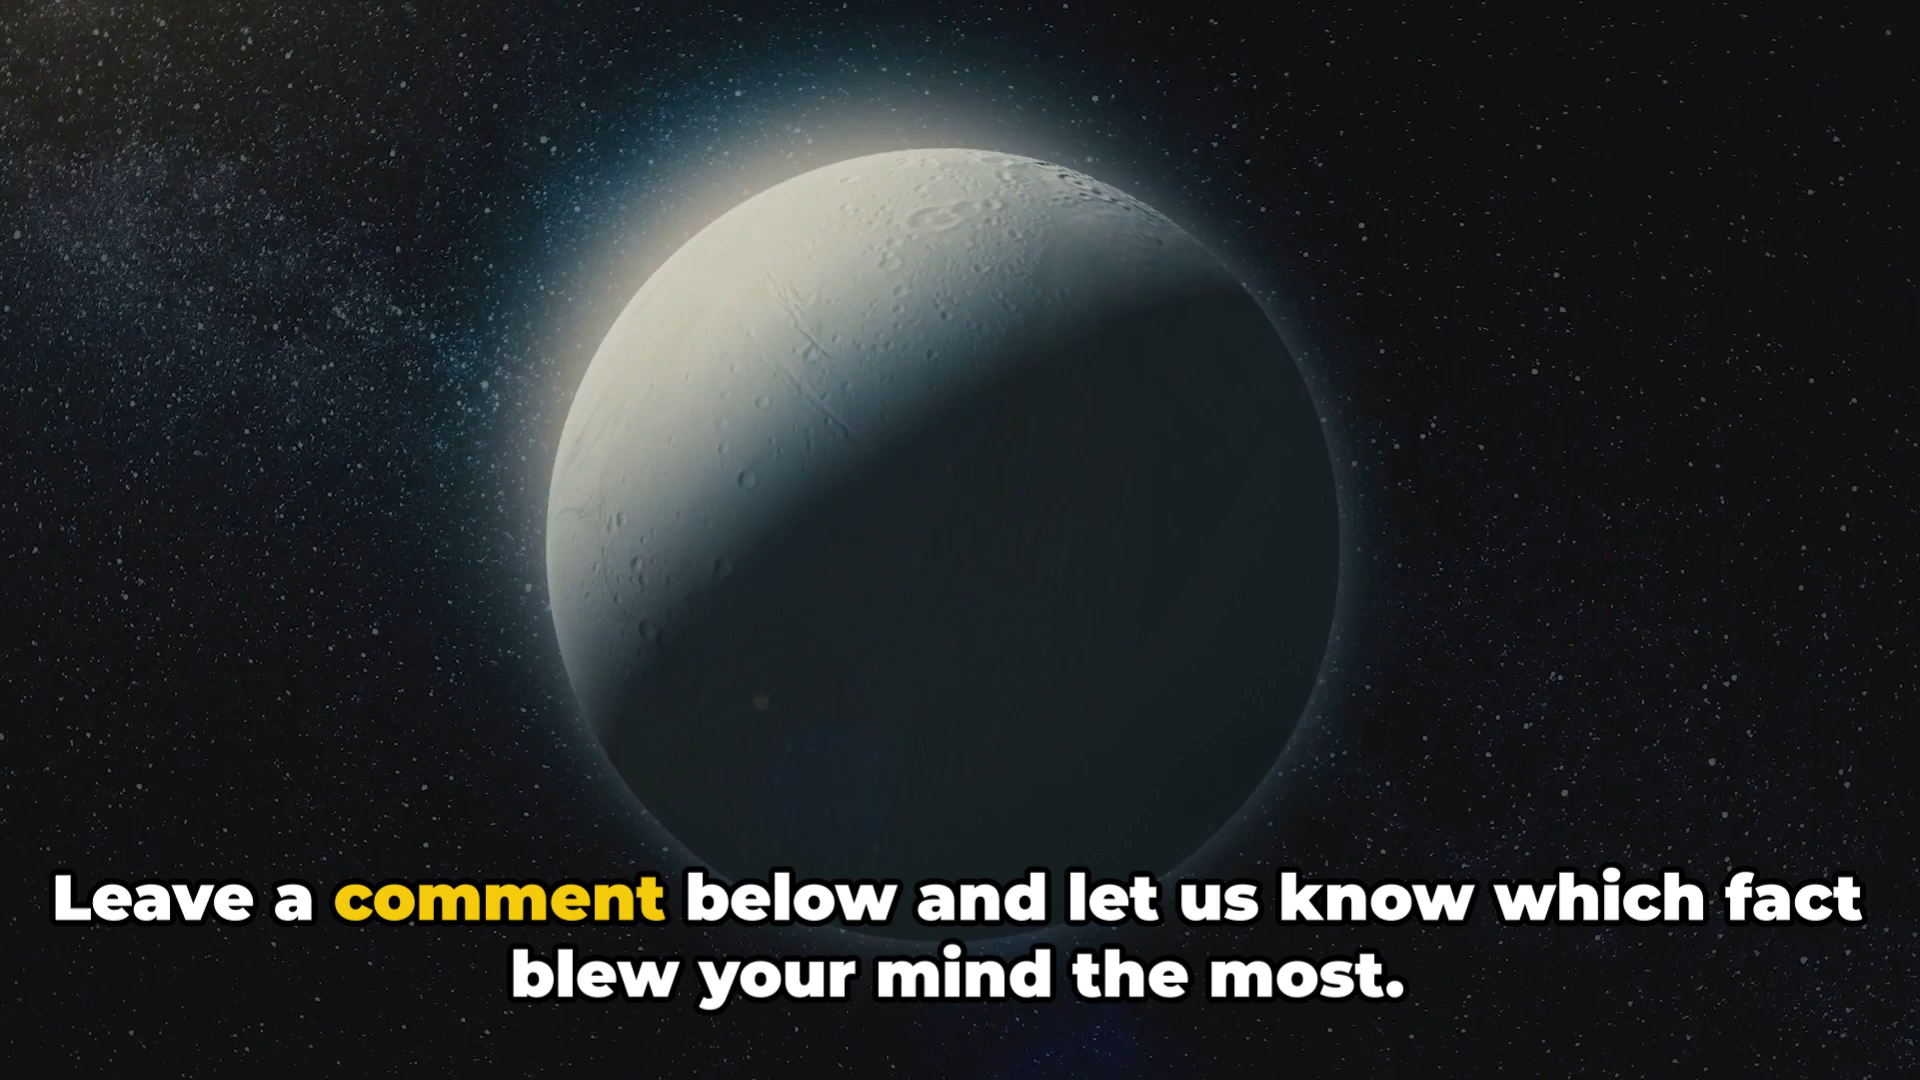 Leave a comment below and let us know which fact
blew your mind the most.